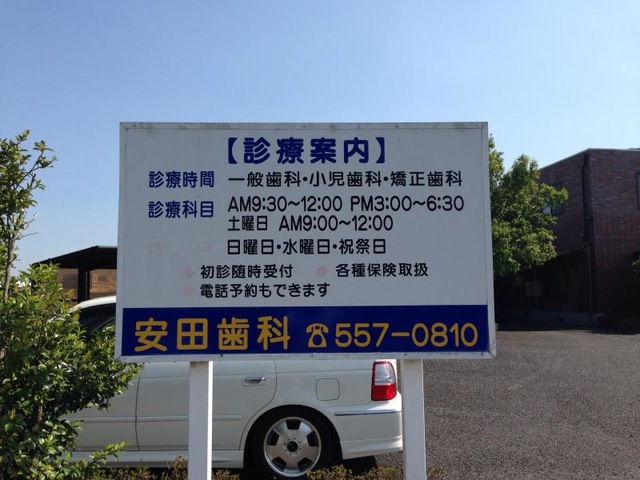 【診療案内】
診療時間 一般歯科・小児歯科・矯正歯科
診療科目 AM9:30〜12:00 PM3:00〜6:30
土曜日 AM9:00〜12:00
日曜日・水曜日・祝祭日
初診随時受付 各種保険取扱
電話予約もできます
安田歯科 ☎557-0810